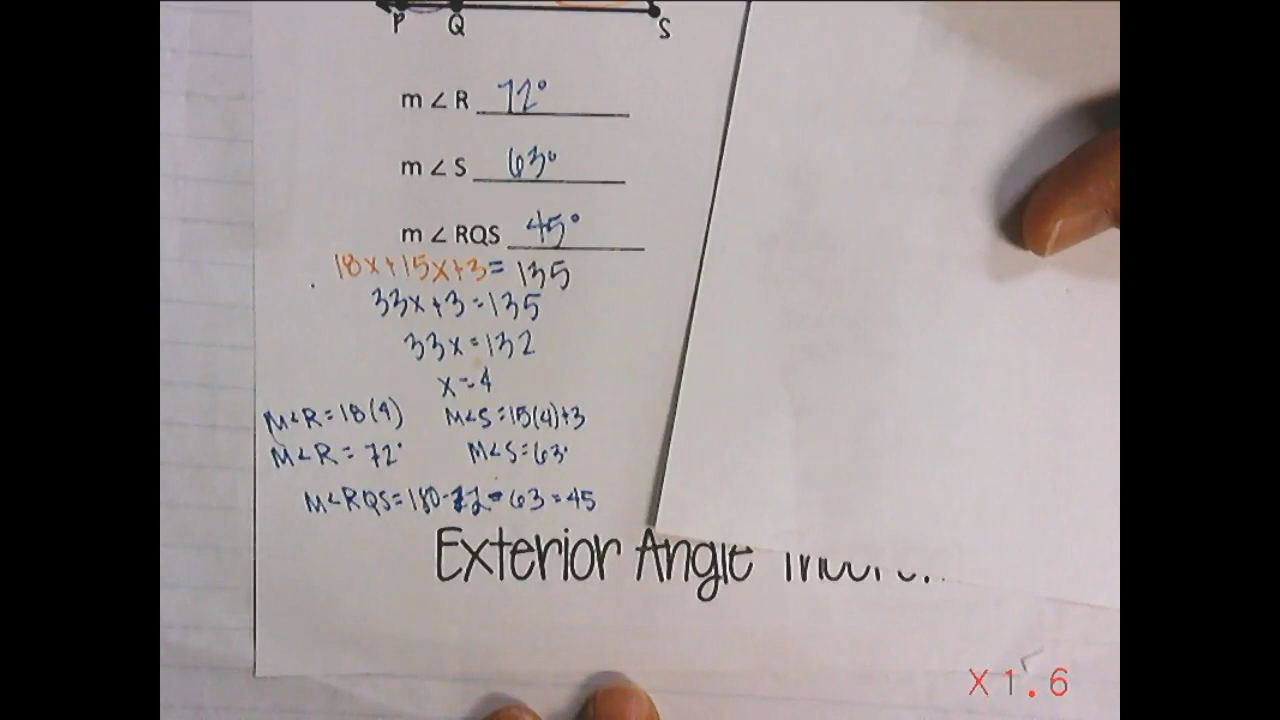 P Q S
m∠R 72°
m∠S 63°
m∠RQS 45°
18x+15x+3=135
33x+3=135
33x=132
x=4
m∠R=18(4) m∠S=15(4)+3
m∠R=72° m∠S=63°
m∠RQS=180-72-63=45
Exterior Angle
X1.6